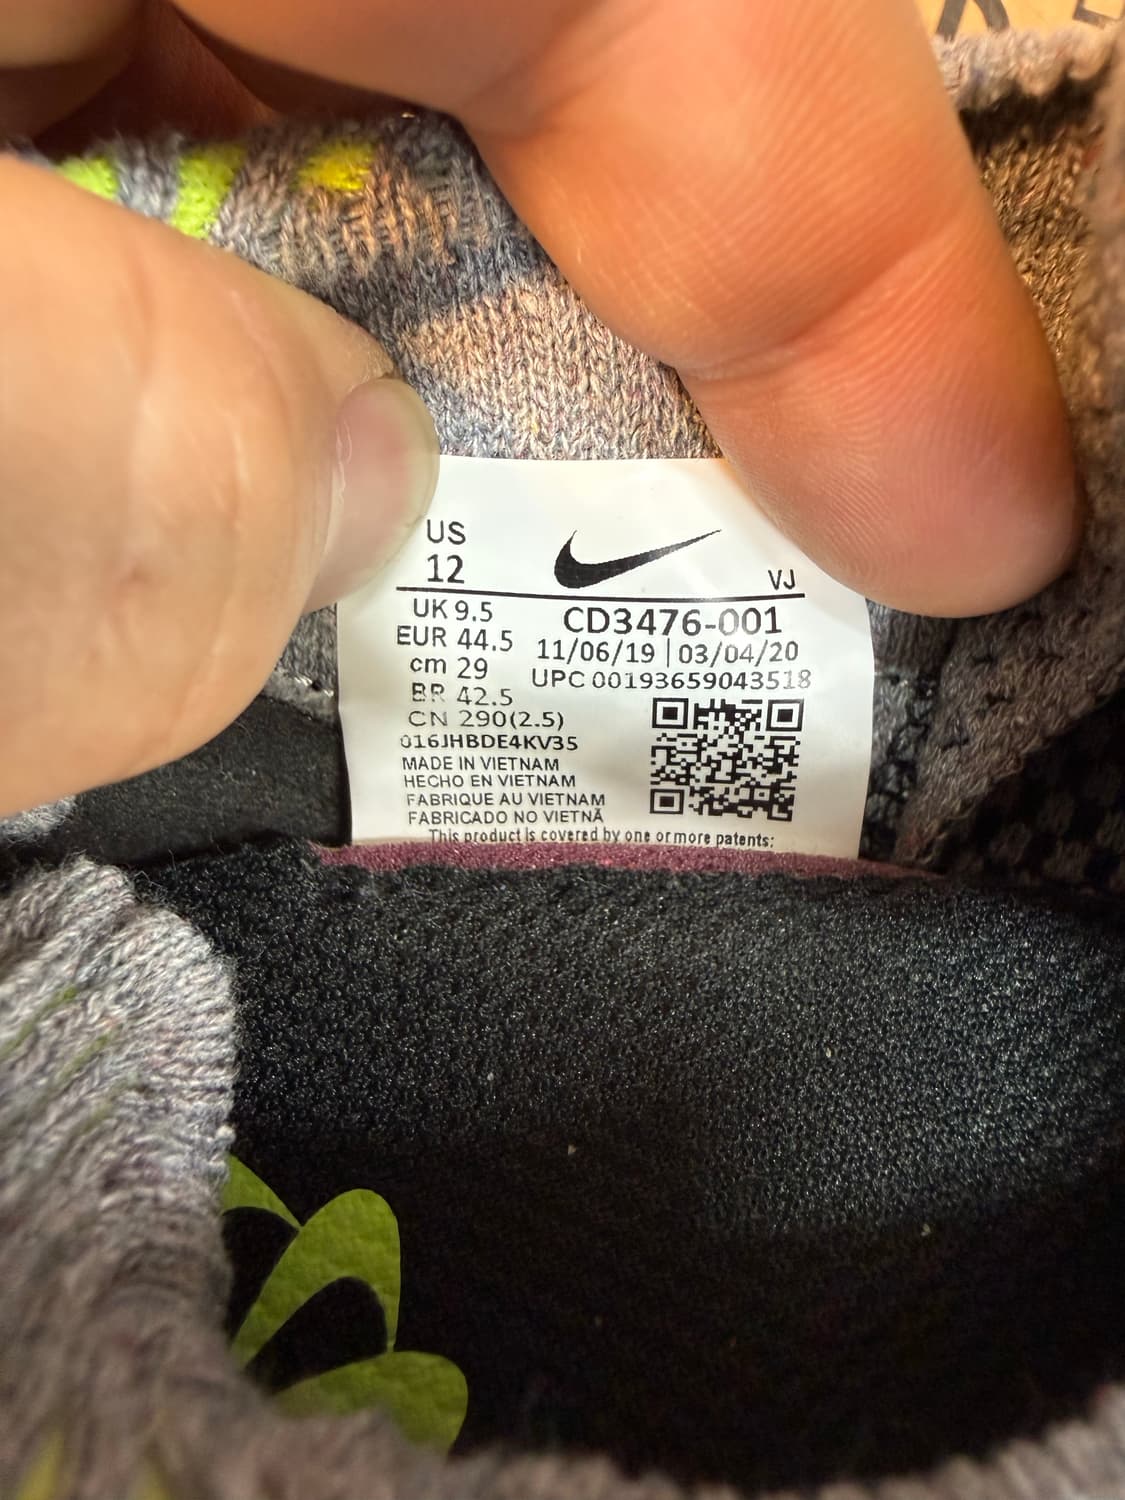 US
12
VJ
UK 9.5
EUR 44.5
cm 29
BR 42.5
CN 290(2.5)
CD3476-001
11/06/19 | 03/04/20
UPC 00193659043518
016JHBDE4KV35
MADE IN VIETNAM
HECHO EN VIETNAM
FABRIQUE AU VIETNAM
FABRICADO NO VIETNÃ
This product is covered by one or more patents: